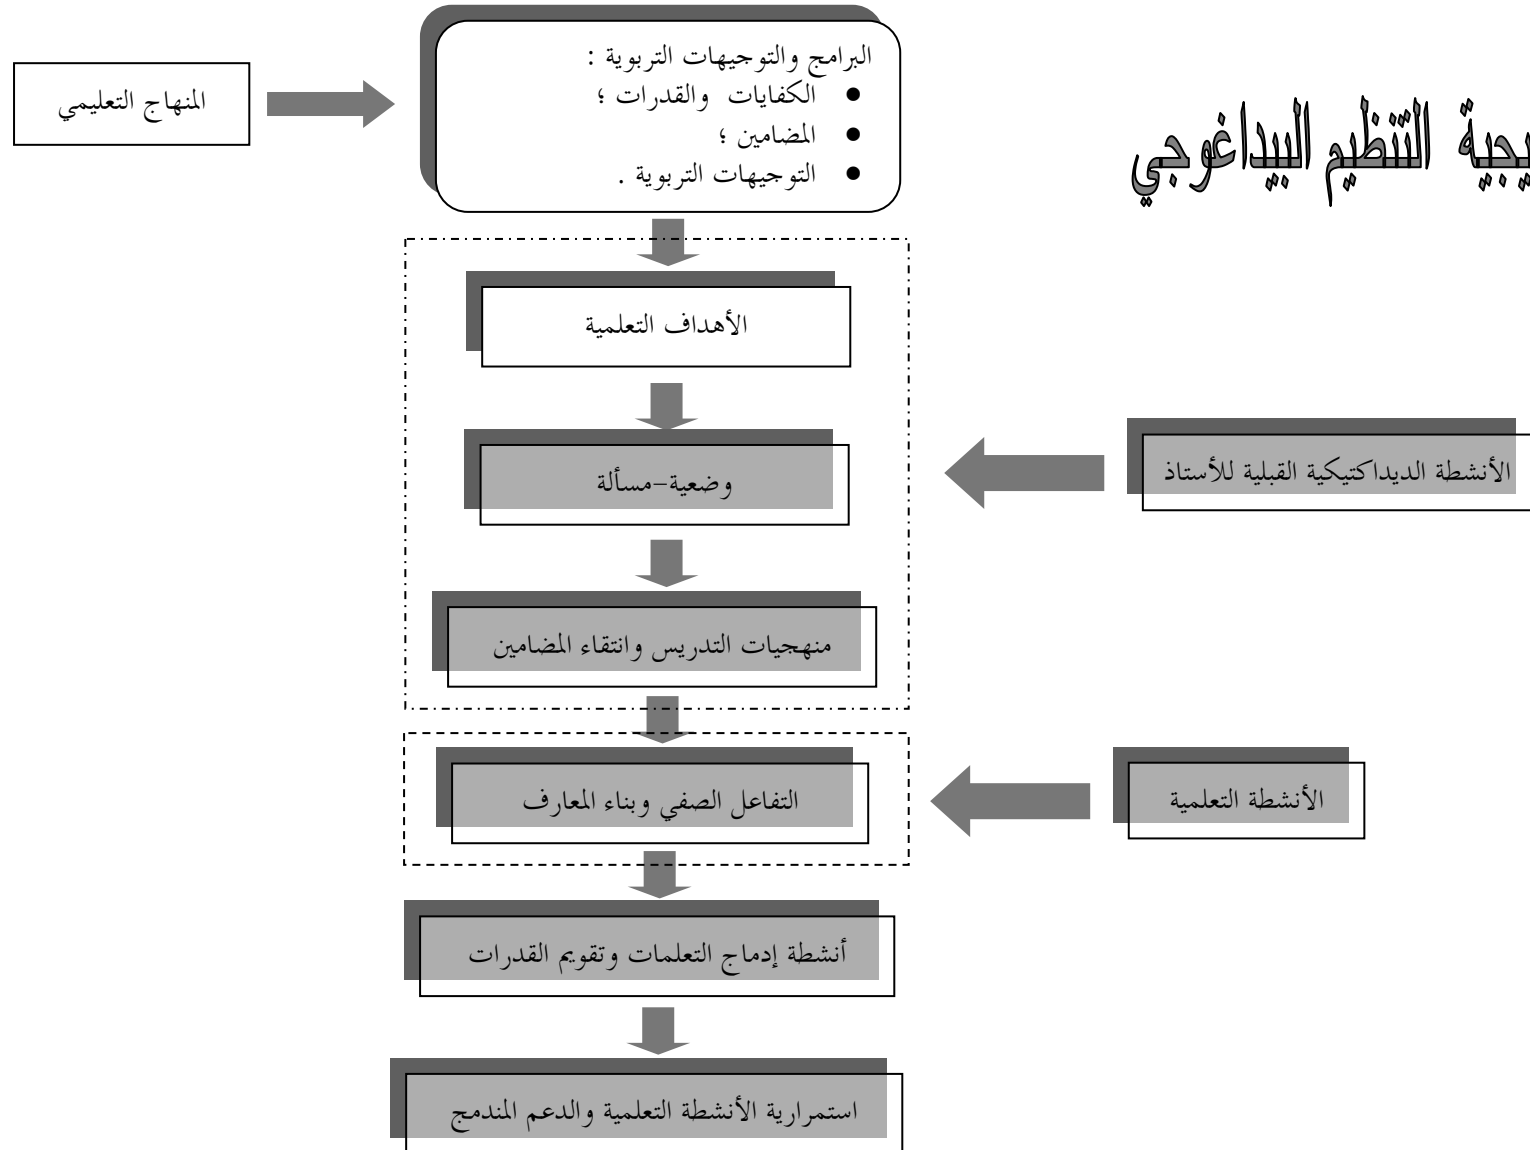 التنظيم البيداغوجي
المنهاج التعليمي
البرامج والتوجيهات التربوية :
● الكفايات والقدرات ؛
● المضامين ؛
● التوجيهات التربوية .
الأهداف التعلمية
وضعية-مسألة
الأنشطة الديداكتيكية القبلية للأستاذ
منهجيات التدريس وانتقاء المضامين
التفاعل الصفي وبناء المعارف
الأنشطة التعلمية
أنشطة إدماج التعلمات وتقويم القدرات
استمرارية الأنشطة التعلمية والدعم المندمج